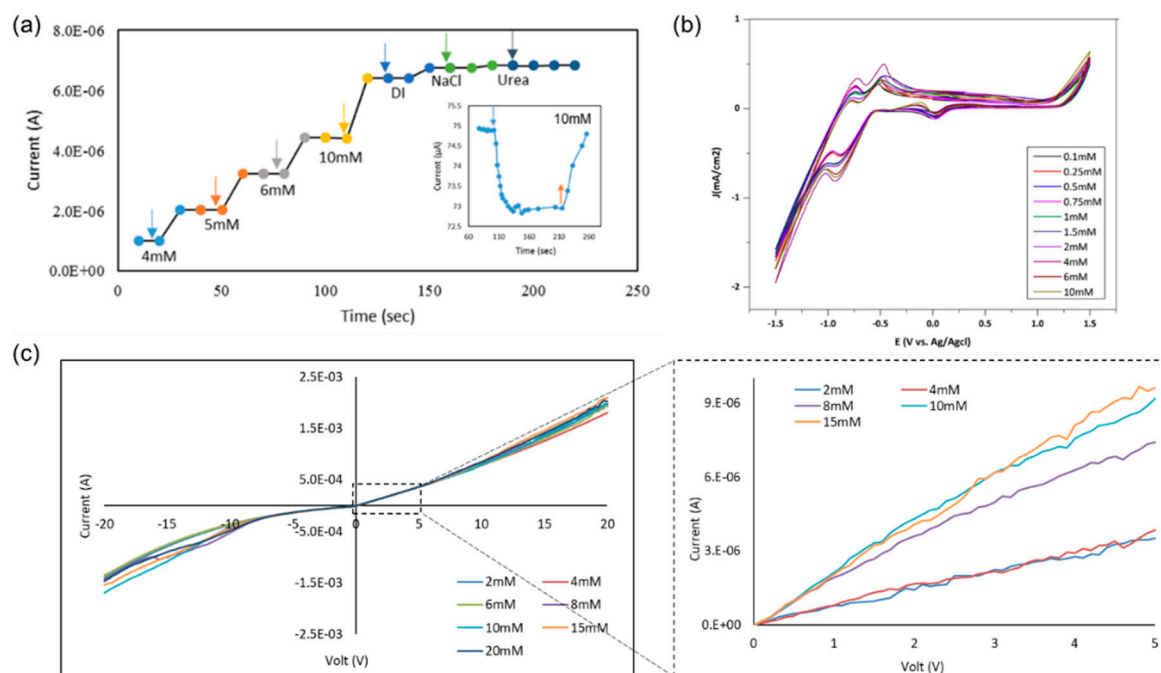 (a)
8.0E-06
6.0E-06
4.0E-06
2.0E-06
0.0E+00
Current (A)
4mM
5mM
6mM
10mM
DI
NaCl
Urea
0
50
100
150
200
250
Time (sec)
10mM
75.5
75
74.5
74
73.5
73
72.5
Current (µA)
60
110
160
210
260
Time (sec)
(b)
1
0
-1
-2
J(mA/cm2)
-1.5
-1.0
-0.5
0.0
0.5
1.0
1.5
E (V vs. Ag/Agcl)
0.1mM
0.25mM
0.5mM
0.75mM
1mM
1.5mM
2mM
4mM
6mM
10mM
(c)
2.5E-03
1.5E-03
5.0E-04
-5.0E-04
-1.5E-03
-2.5E-03
Current (A)
-20
-15
-10
-5
0
5
10
15
20
Volt (V)
2mM
4mM
6mM
8mM
10mM
15mM
20mM
9.E-06
6.E-06
3.E-06
0.E+00
Current (A)
2mM
4mM
8mM
10mM
15mM
0
1
2
3
4
5
Volt (V)